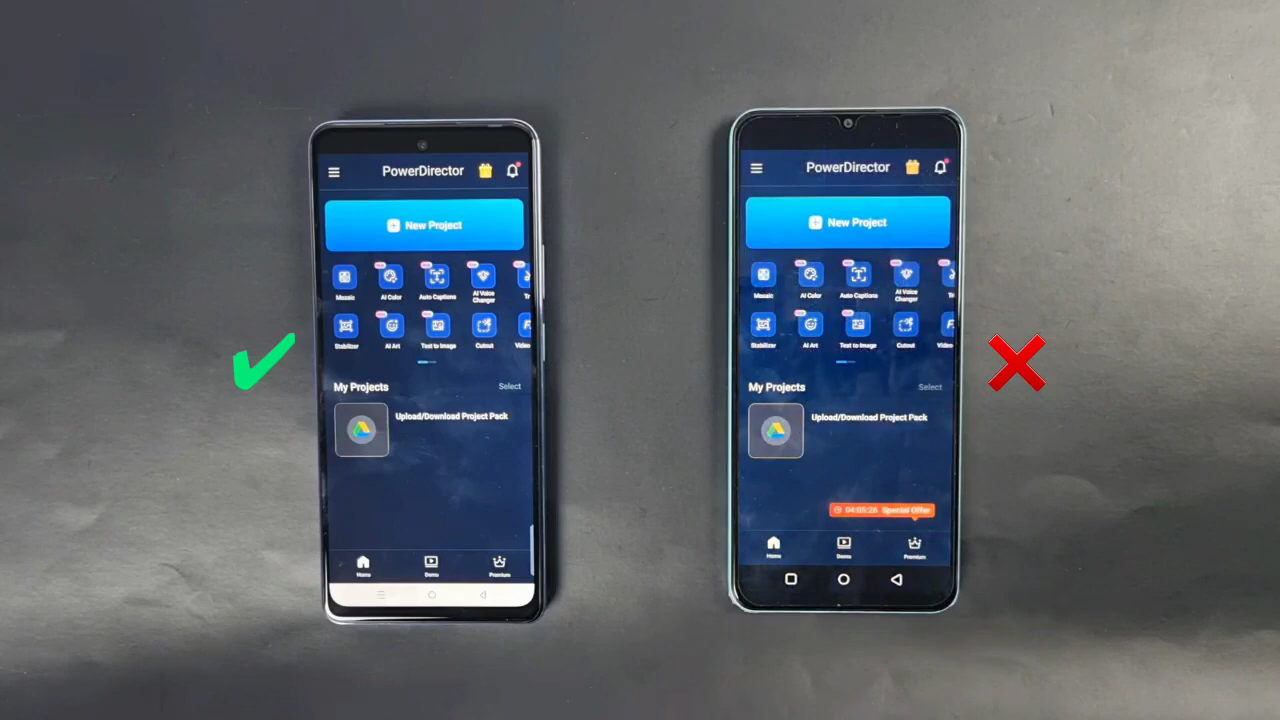 PowerDirector
New Project
Mosaic
AI Color
Auto Captions
AI Voice
Changer
Stabilizer
AI Art
Text to Image
Cutout
Video
My Projects
Select
Upload/Download Project Pack
Home
Demo
Premium
PowerDirector
New Project
Mosaic
AI Color
Auto Captions
AI Voice
Changer
Stabilizer
AI Art
Text to Image
Cutout
Video
My Projects
Select
Upload/Download Project Pack
04:05:26 Special Offer
Home
Demo
Premium